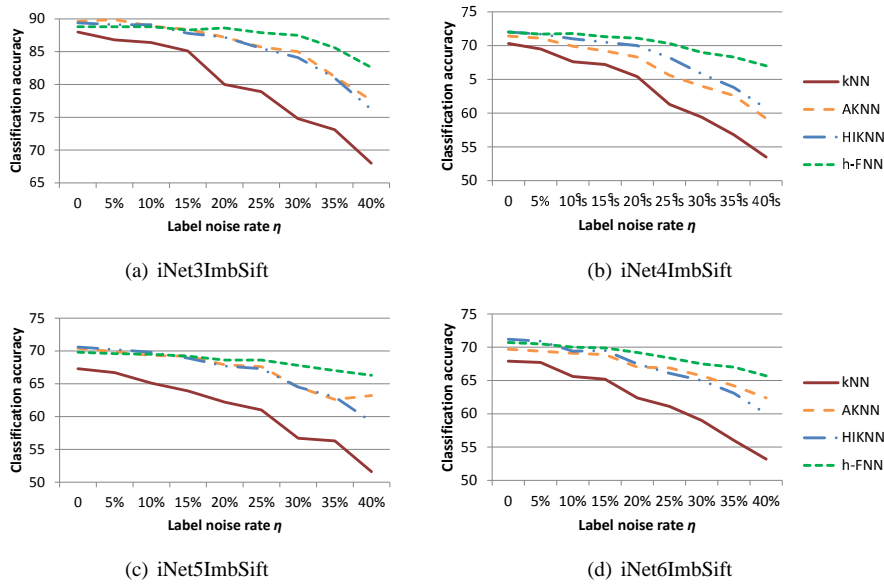 Classification accuracy
90
85
80
75
70
65
0 5% 10% 15% 20% 25% 30% 35% 40%
Label noise rate η
(a) iNet3ImbSift
Classification accuracy
75
70
5
60
55
50
0 5%
Label noise rate η
(b) iNet4ImbSift
kNN
AKNN
HIKNN
h-FNN
Classification accuracy
75
70
65
60
55
50
0 5% 10% 15% 20% 25% 30% 35% 40%
Label noise rate η
(c) iNet5ImbSift
Classification accuracy
75
70
65
60
55
50
0 5% 10% 15% 20% 25% 30% 35% 40%
Label noise rate η
(d) iNet6ImbSift
kNN
AKNN
HIKNN
h-FNN